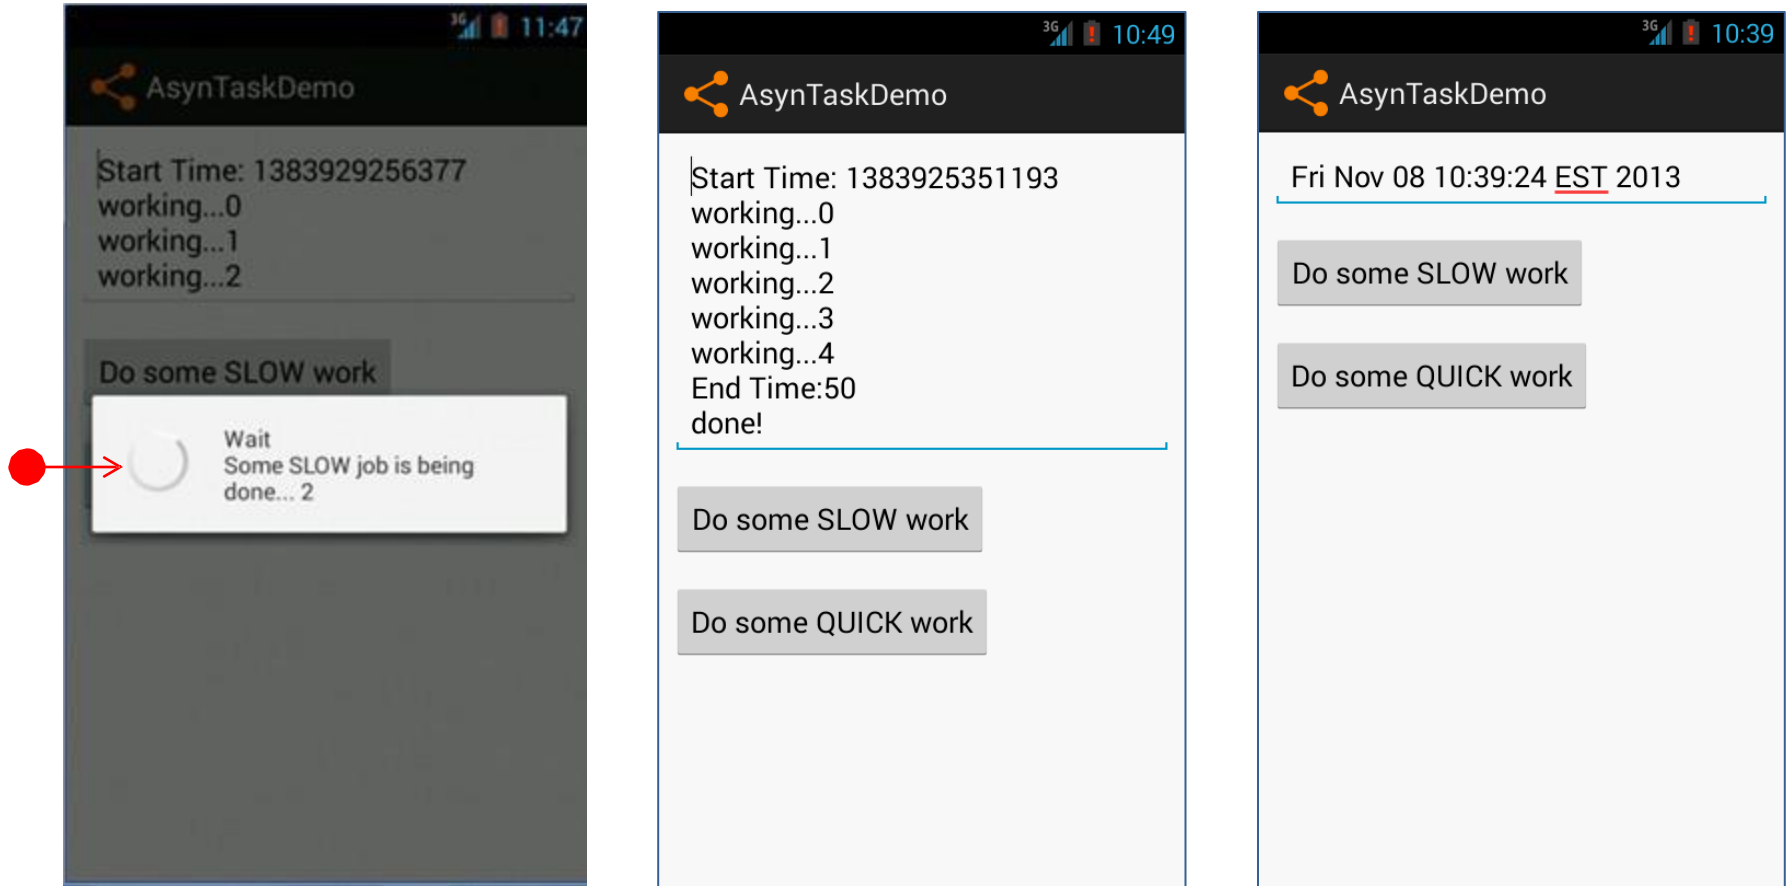 3G 11:47
AsynTaskDemo
Start Time: 1383929256377
working...0
working...1
working...2
Do some SLOW work
Wait
Some SLOW job is being
done... 2
3G 10:49
AsynTaskDemo
Start Time: 1383925351193
working...0
working...1
working...2
working...3
working...4
End Time:50
done!
Do some SLOW work
Do some QUICK work
3G 10:39
AsynTaskDemo
Fri Nov 08 10:39:24 EST 2013
Do some SLOW work
Do some QUICK work